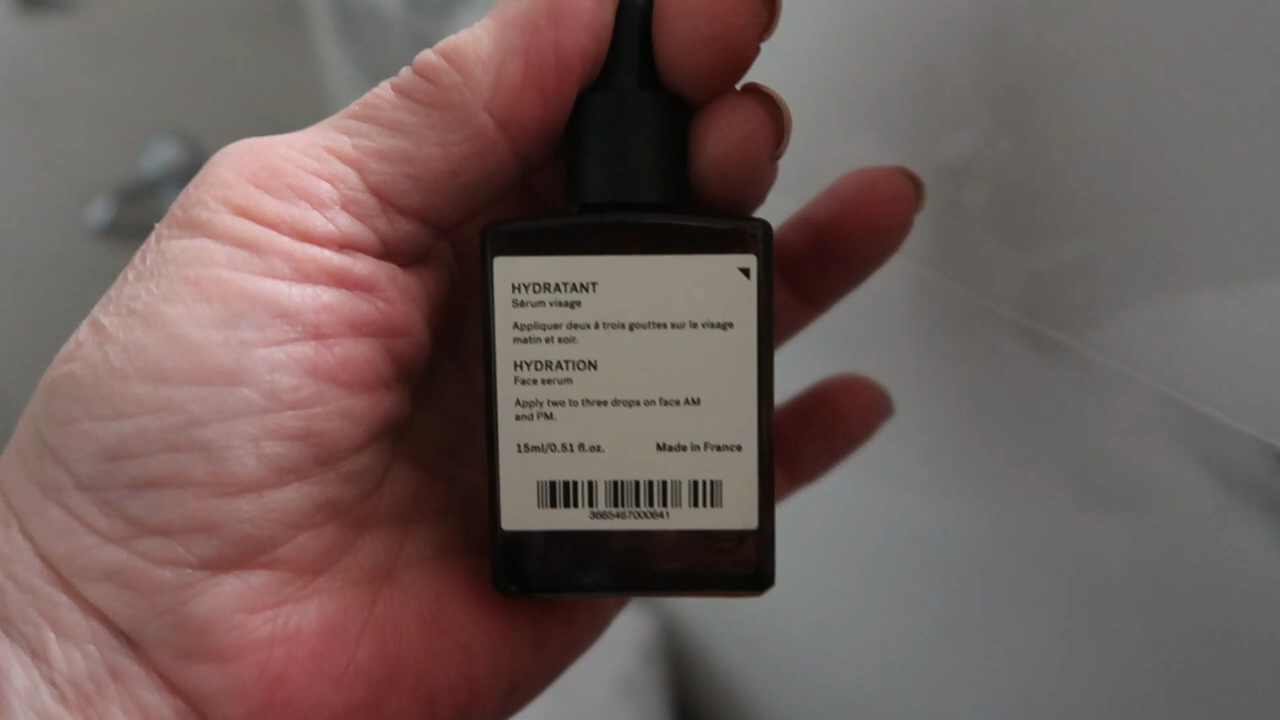 HYDRATANT
Sérum visage
Appliquer deux à trois gouttes sur le visage
matin et soir.
HYDRATION
Face serum
Apply two to three drops on face AM
and PM.
15ml/0.51 fl.oz. Made in France
3665467000641